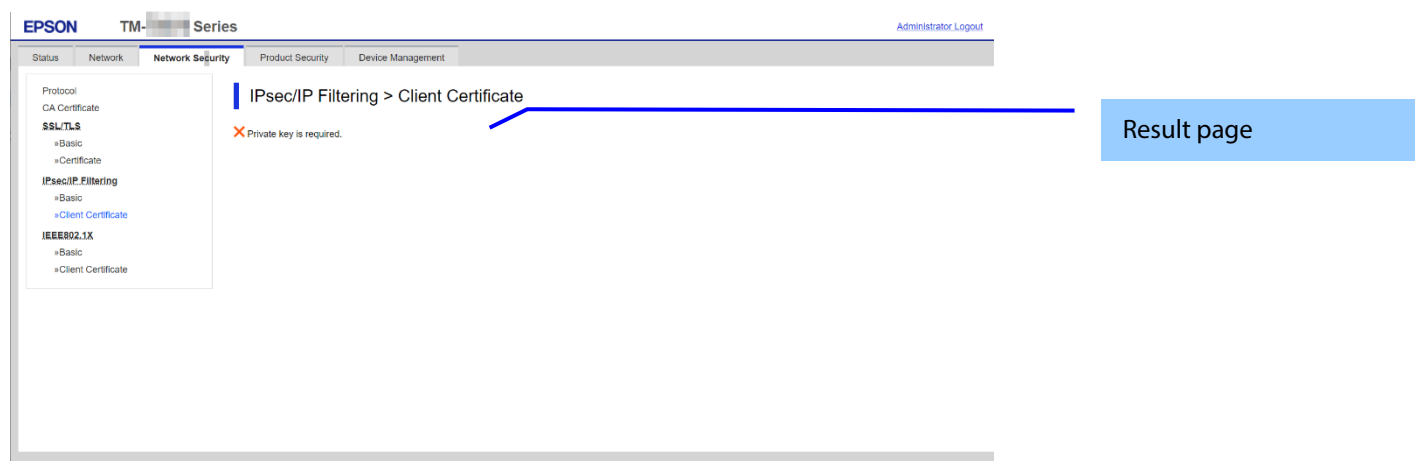 EPSON TM- Series
Administrator Logout
Status Network Network Security Product Security Device Management
Protocol
CA Certificate
SSL/TLS
»Basic
»Certificate
IPsec/IP Filtering
»Basic
»Client Certificate
IEEE802.1X
»Basic
»Client Certificate
IPsec/IP Filtering > Client Certificate
Private key is required.
Result page